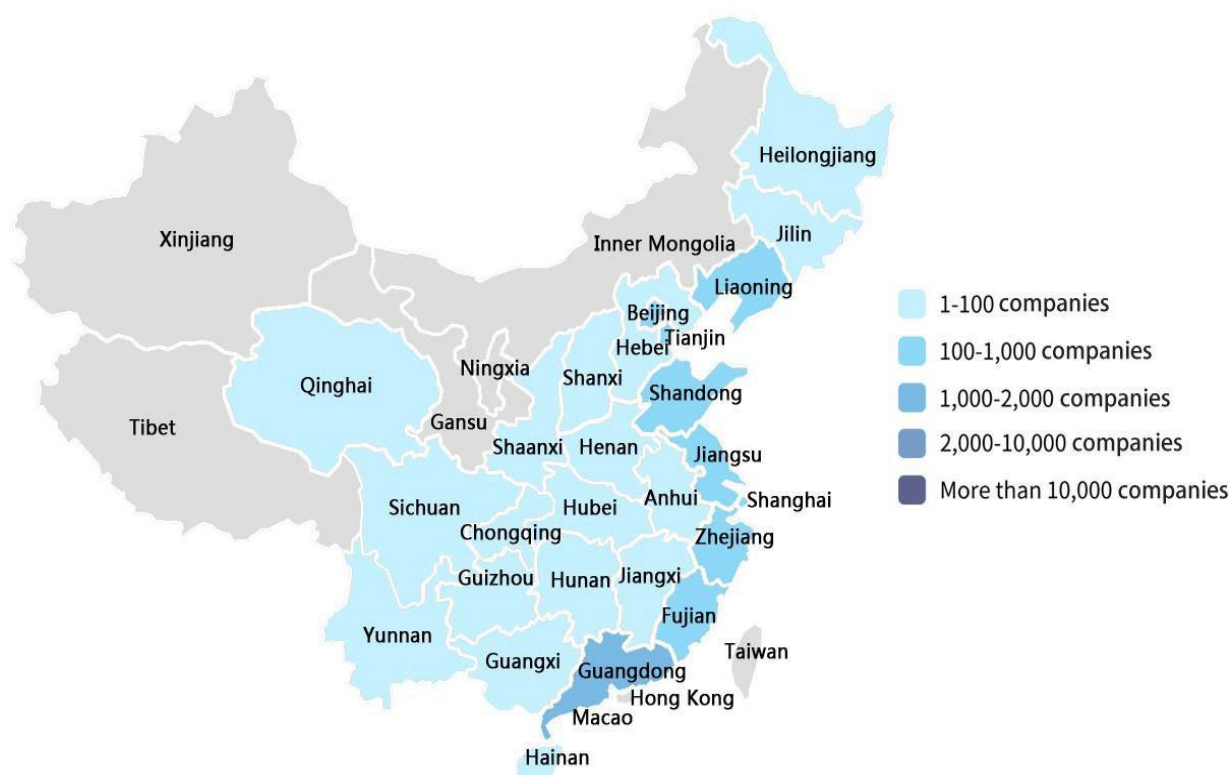 Heilongjiang
Jilin
Xinjiang
Inner Mongolia
Liaoning
1-100 companies
Beijing
Tianjin
Hebei
100-1,000 companies
Ningxia
Shanxi
Qinghai
Shandong
1,000-2,000 companies
Tibet
Gansu
Shaanxi
Henan
Jiangsu
2,000-10,000 companies
Sichuan
Hubei
Anhui
Shanghai
More than 10,000 companies
Chongqing
Zhejiang
Guizhou
Hunan
Jiangxi
Fujian
Yunnan
Guangxi
Guangdong
Taiwan
Hong Kong
Macao
Hainan